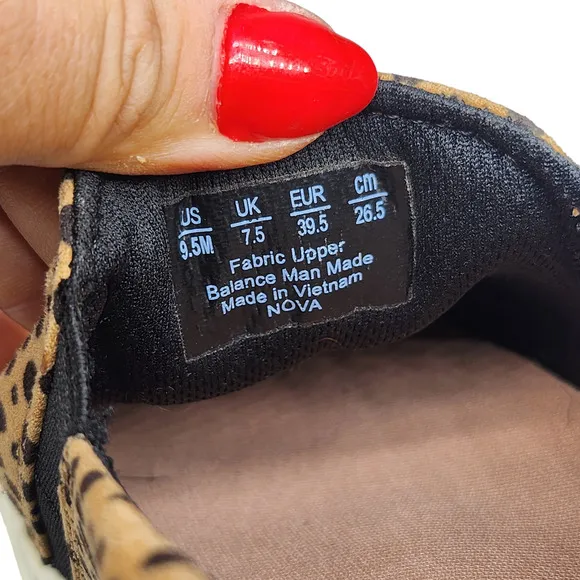 US UK EUR cm
9.5M 7.5 39.5 26.5
Fabric Upper
Balance Man Made
Made in Vietnam
NOVA